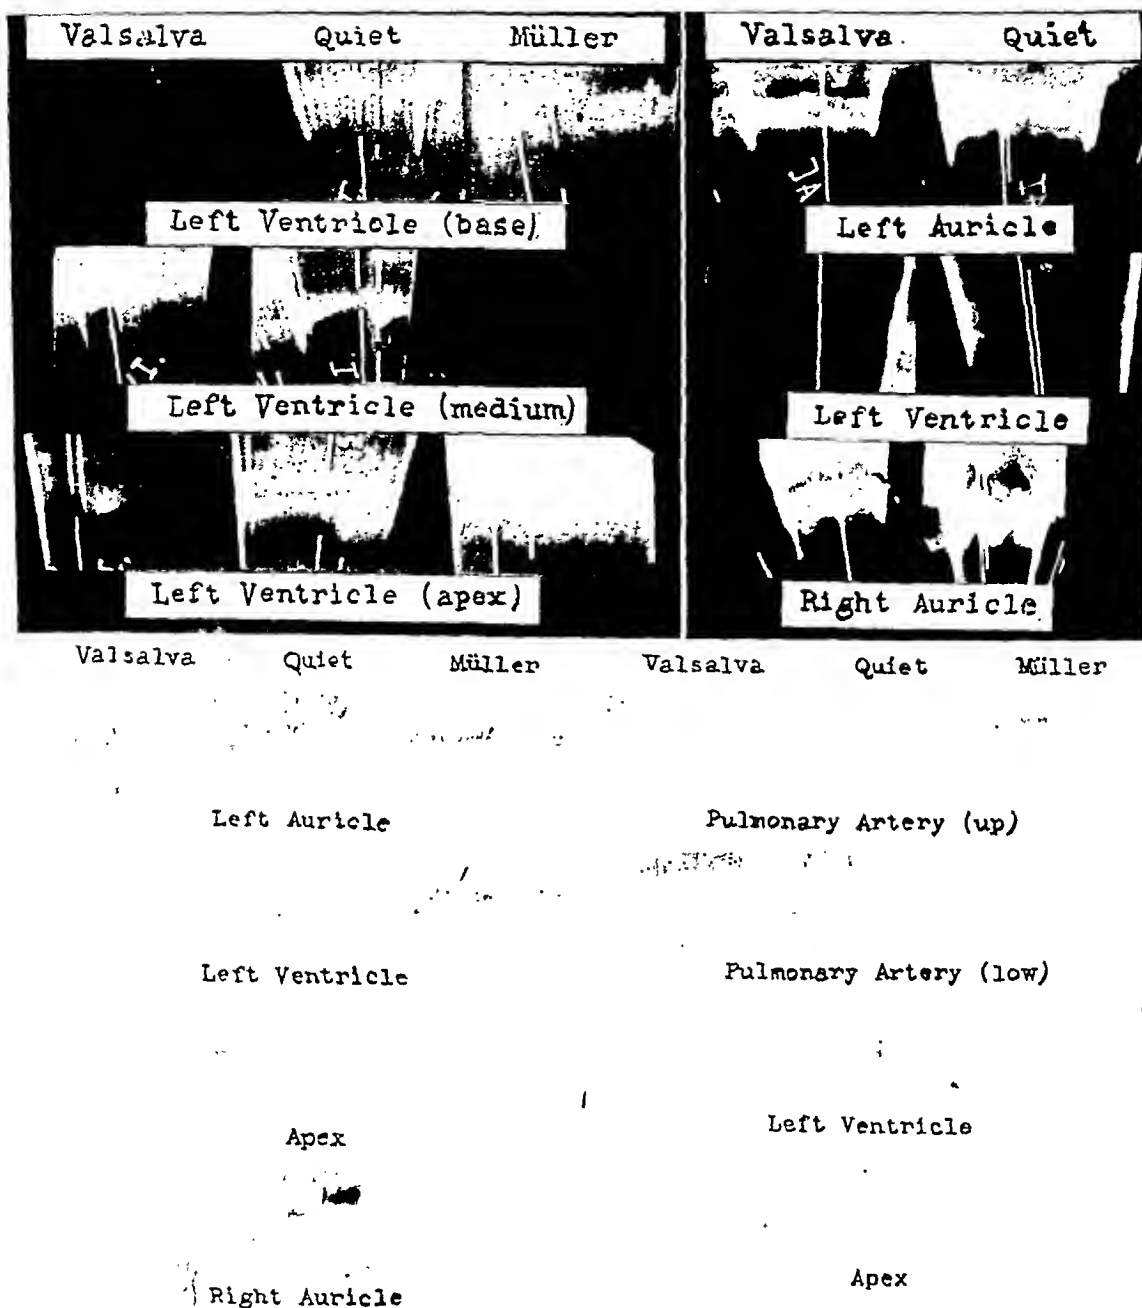 Valsalva Quiet Müller
Left Ventricle (base)
Left Ventricle (medium)
Left Ventricle (apex)
Valsalva Quiet
JA
Left Auricle
Left Ventricle
Right Auricle
Valsalva Quiet Müller
Left Auricle
Left Ventricle
Apex
Right Auricle
Valsalva Quiet Müller
Pulmonary Artery (up)
Pulmonary Artery (low)
Left Ventricle
Apex